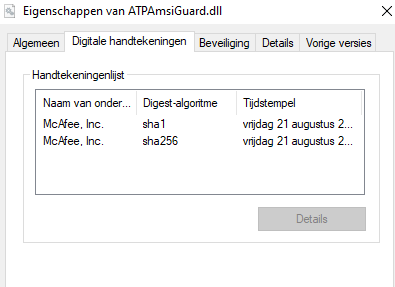 Eigenschappen van ATPAmsiGuard.dll
Algemeen Digitale handtekeningen Beveiliging Details Vorige versies
Handtekeningenlijst
Naam van onder... Digest-algoritme Tijdstempel
McAfee, Inc. sha1 vrijdag 21 augustus 2...
McAfee, Inc. sha256 vrijdag 21 augustus 2...
Details